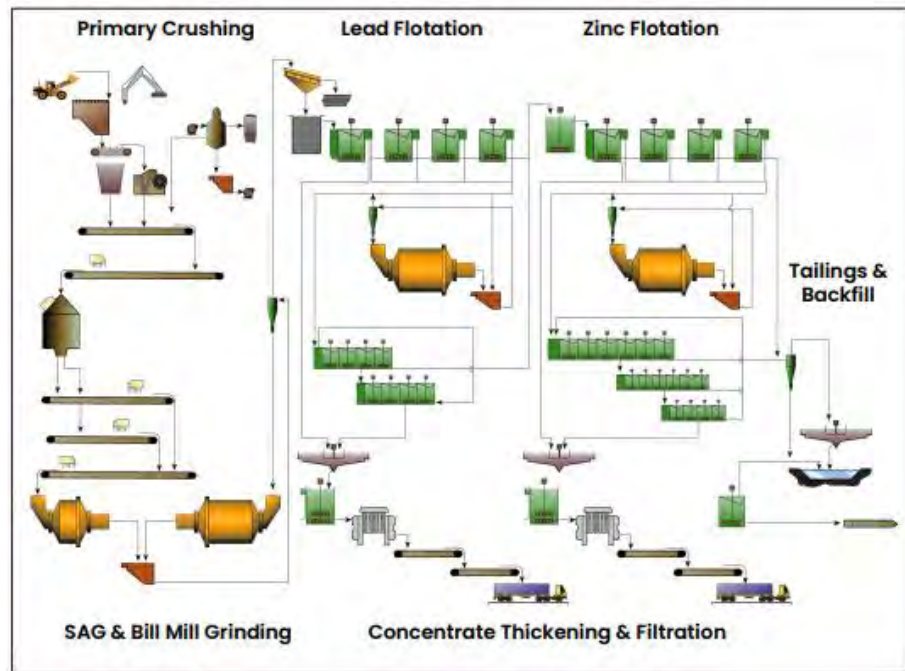 Primary Crushing
Lead Flotation
Zinc Flotation
Tailings &
Backfill
SAG & Bill Mill Grinding
Concentrate Thickening & Filtration